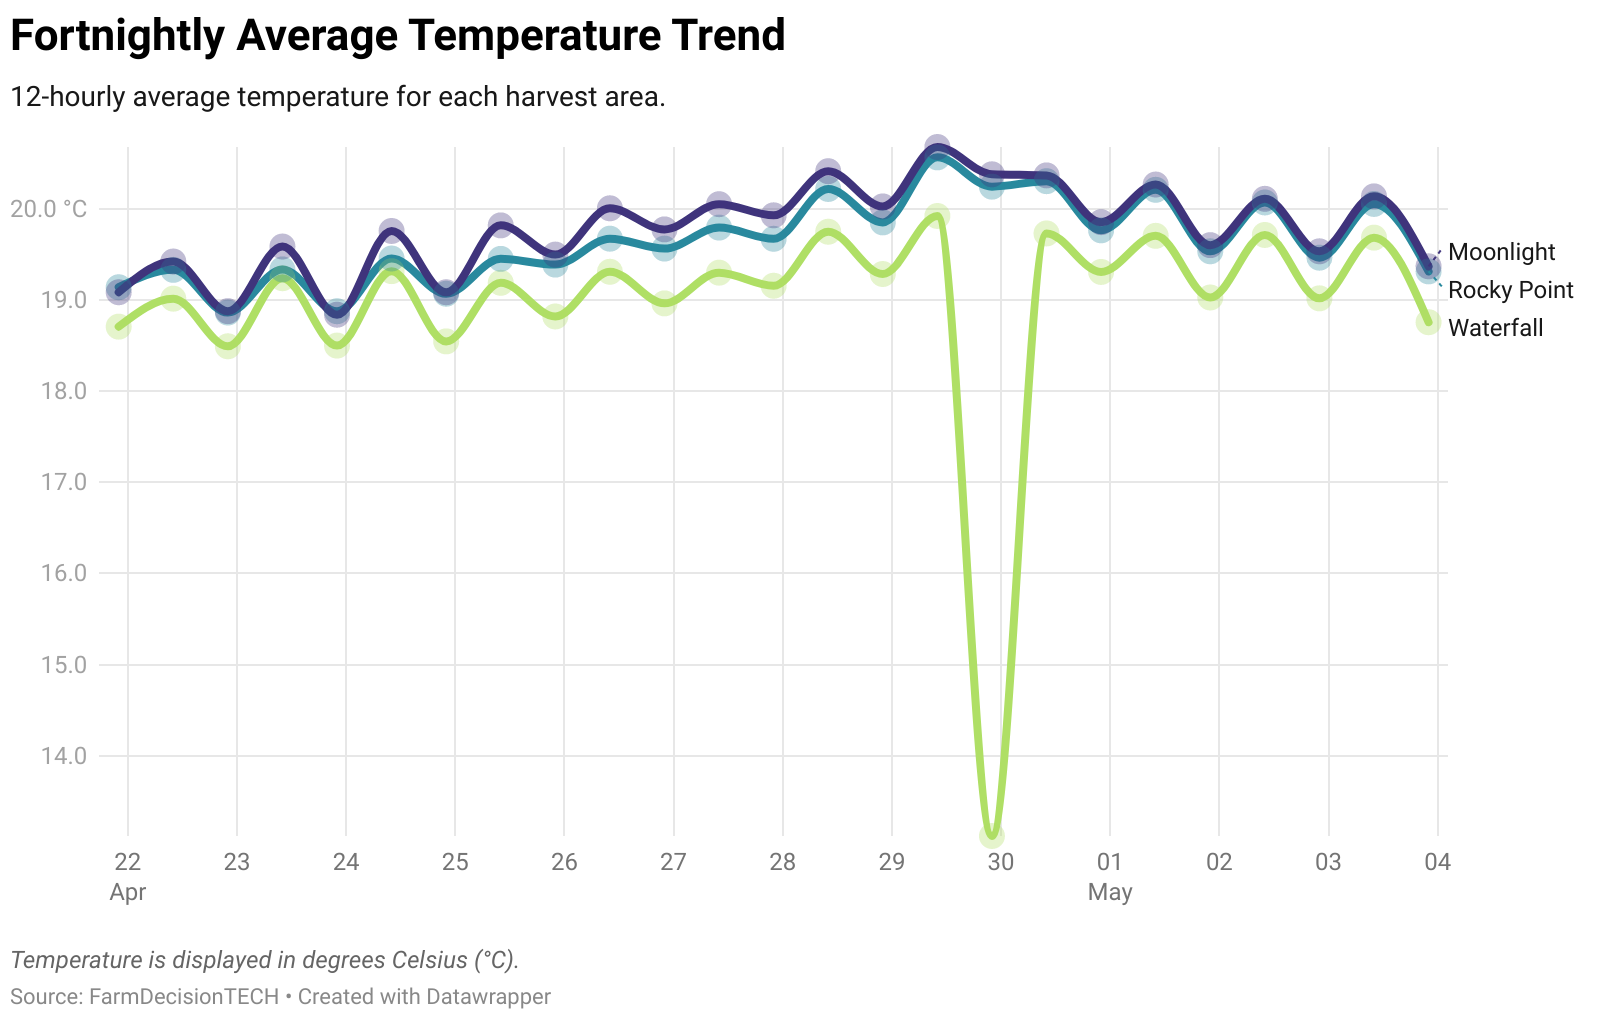 Fortnightly Average Temperature Trend
12-hourly average temperature for each harvest area.
20.0 °C
19.0
18.0
17.0
16.0
15.0
14.0
Moonlight
Rocky Point
Waterfall
22 23 24 25 26 27 28 29 30 01 02 03 04
Apr May
Temperature is displayed in degrees Celsius (°C).
Source: FarmDecisionTECH • Created with Datawrapper